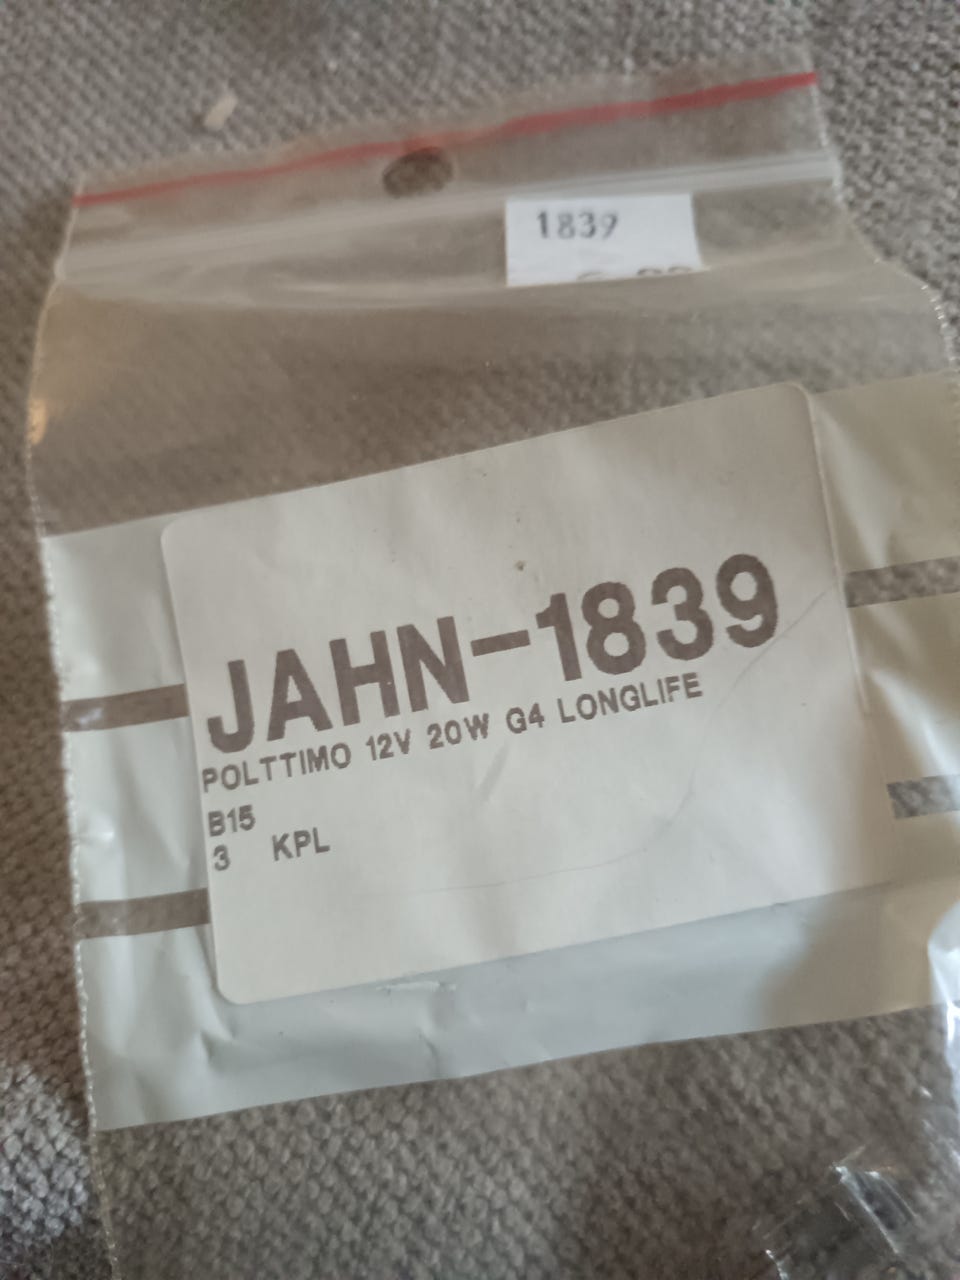 1839
JAHN-1839
POLTTIMO 12V 20W G4 LONGLIFE
B15
3 KPL